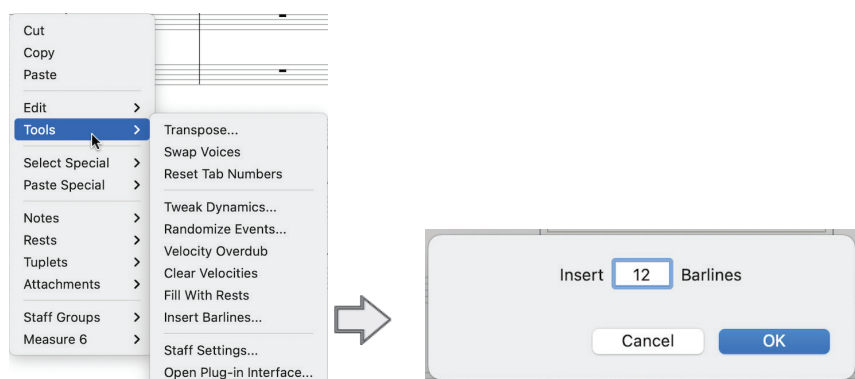 Cut
Copy
Paste
Edit
Tools
Select Special
Paste Special
Notes
Rests
Tuplets
Attachments
Staff Groups
Measure 6
Transpose...
Swap Voices
Reset Tab Numbers
Tweak Dynamics...
Randomize Events...
Velocity Overdub
Clear Velocities
Fill With Rests
Insert Barlines...
Staff Settings...
Open Plug-in Interface...
Insert 12 Barlines
Cancel OK